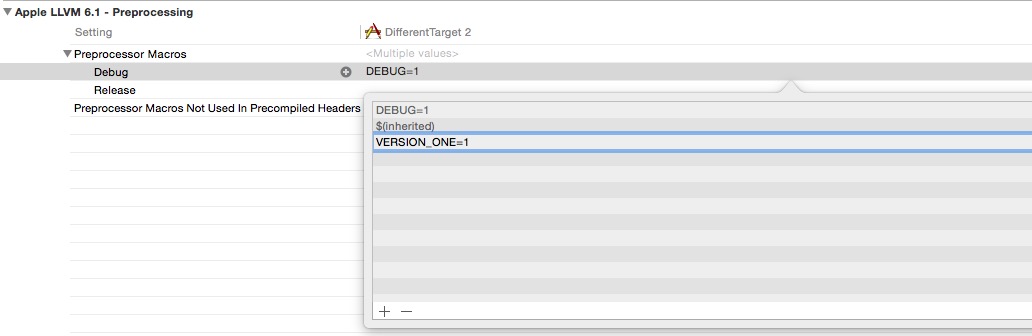 Apple LLVM 6.1 - Preprocessing
Setting DifferentTarget 2
Preprocessor Macros <Multiple values>
Debug DEBUG=1
Release
Preprocessor Macros Not Used In Precompiled Headers
DEBUG=1
$(inherited)
VERSION_ONE=1